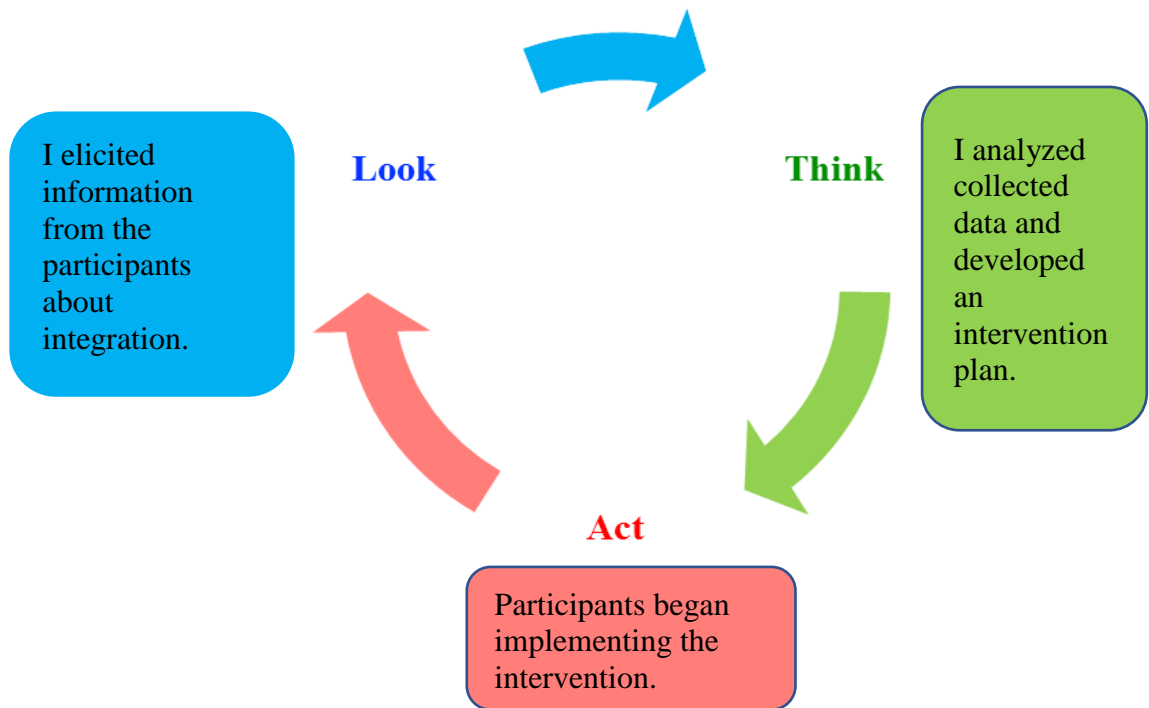 Look
I elicited
information
from the
participants
about
integration.
Think
I analyzed
collected
data and
developed
an
intervention
plan.
Act
Participants began
implementing the
intervention.